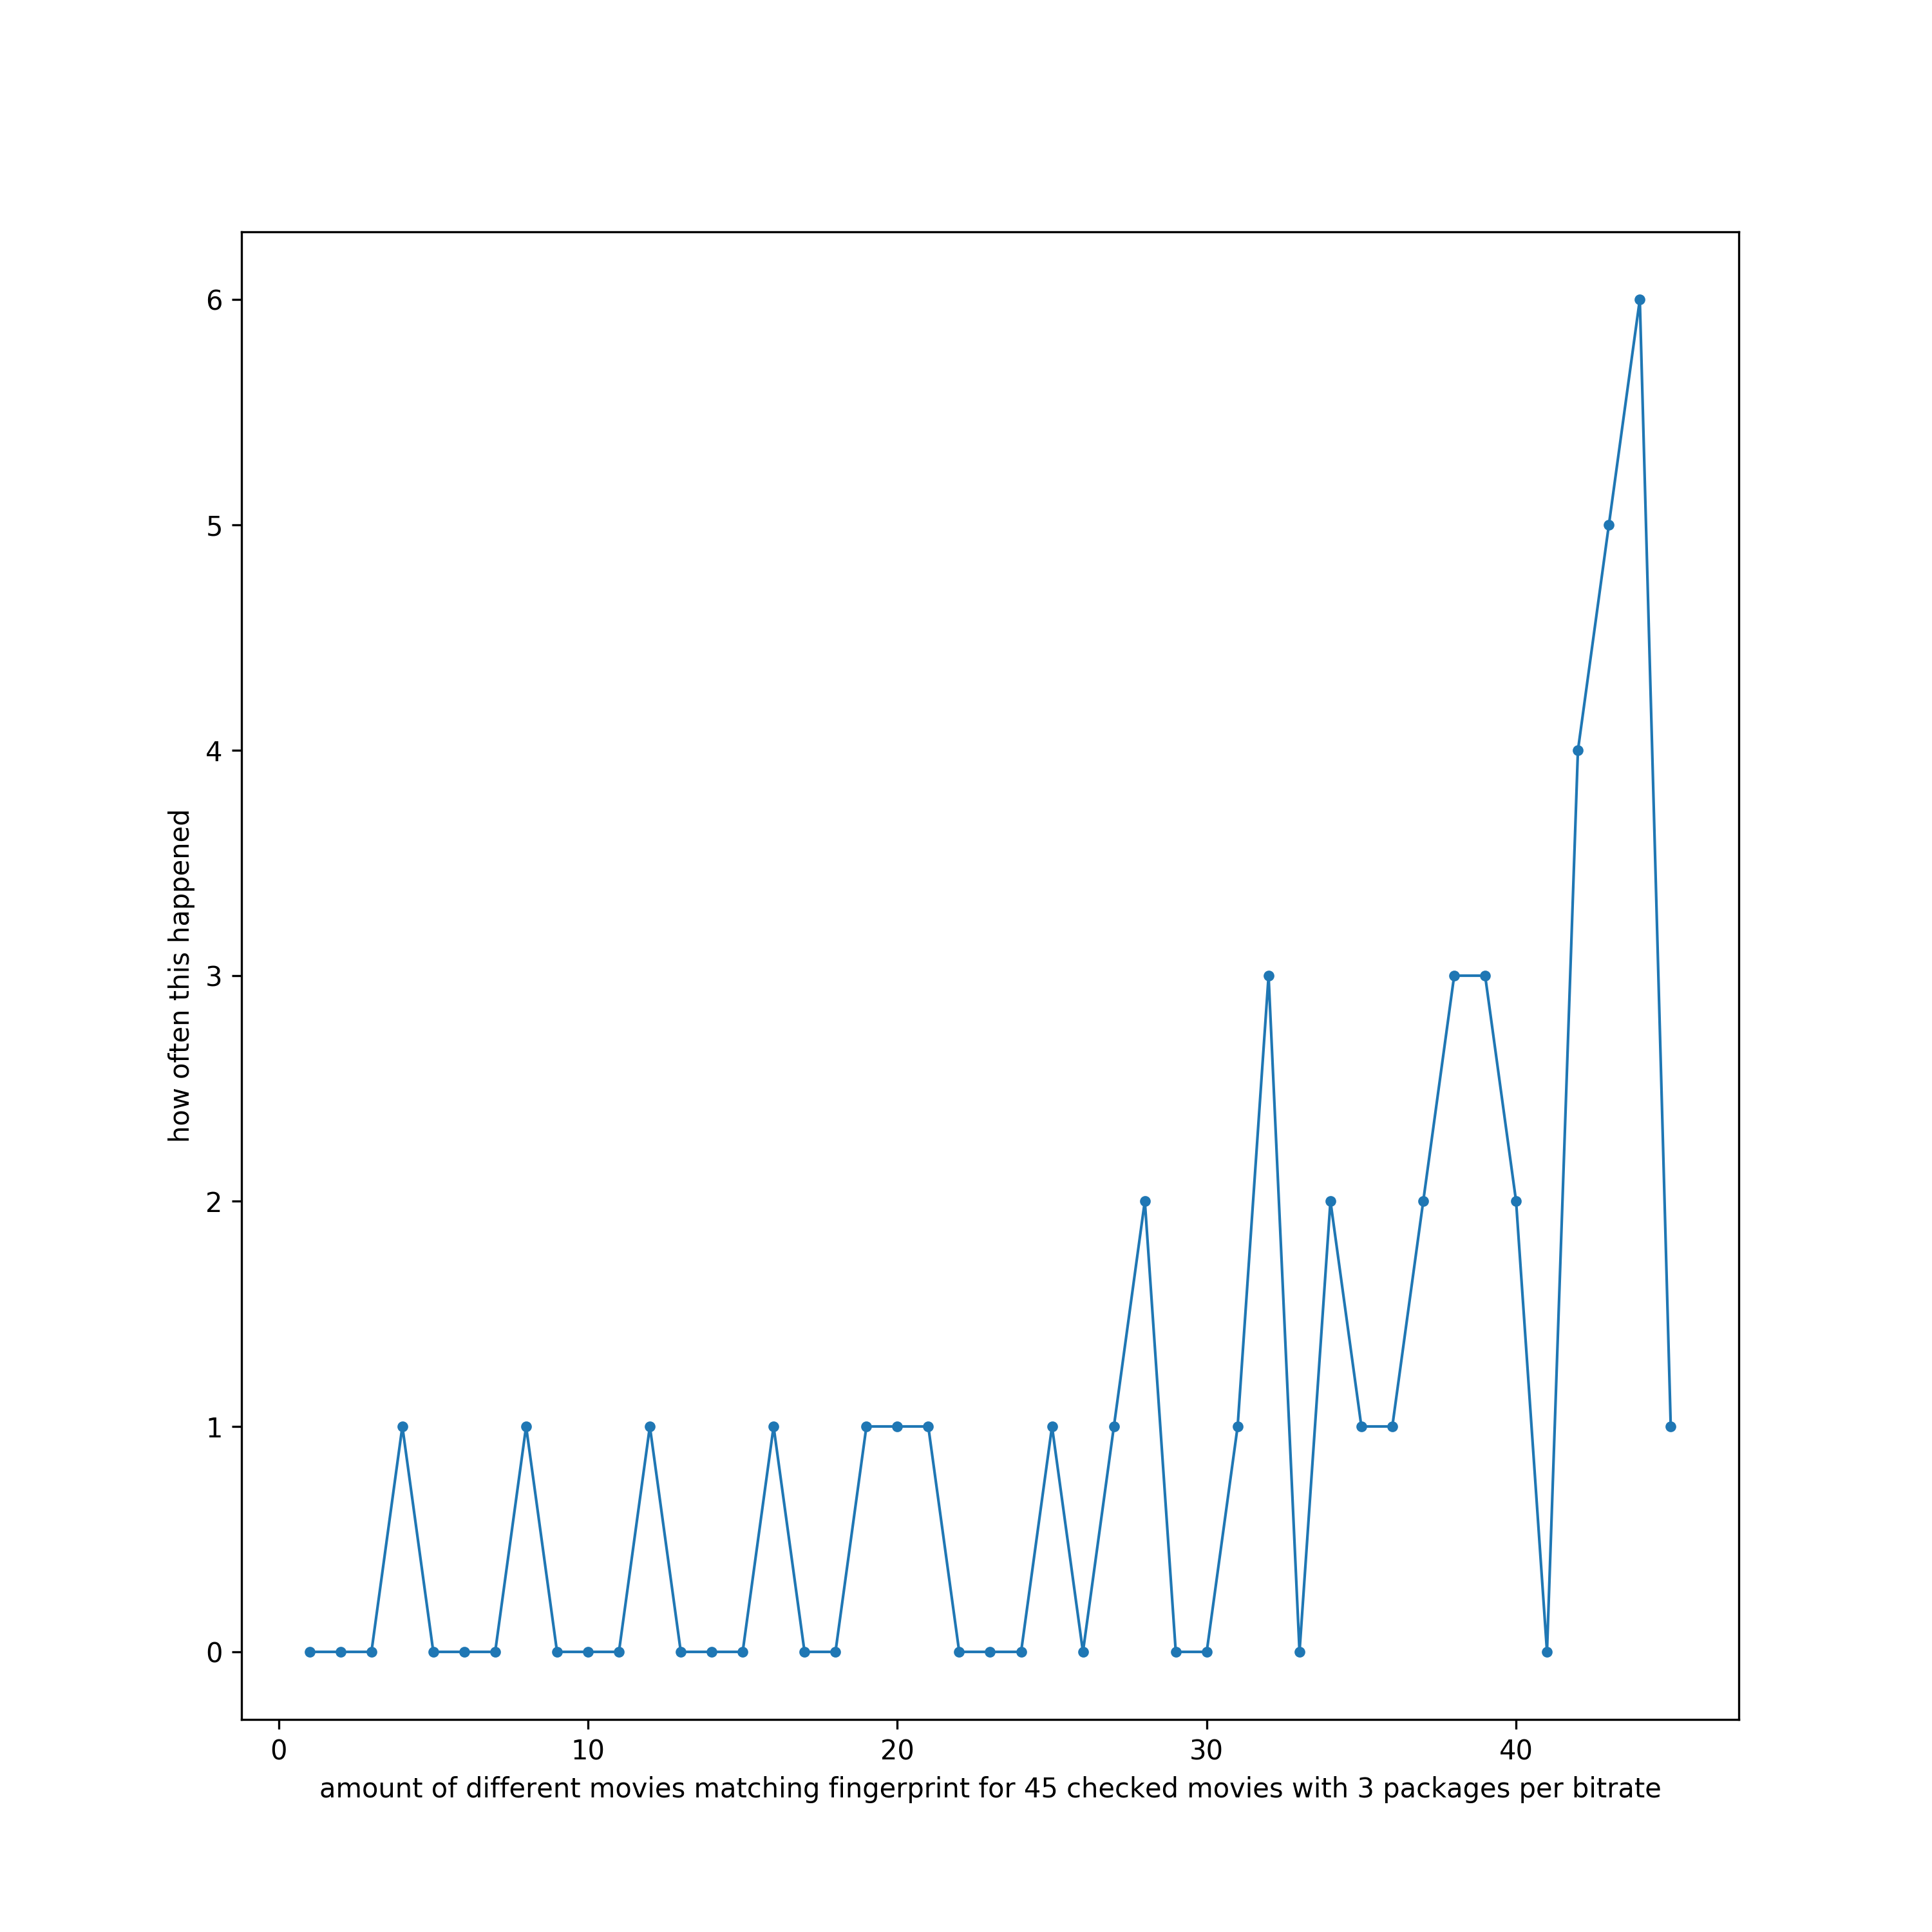 6
5
4
3
2
1
0
how often this happened
0 10 20 30 40
amount of different movies matching fingerprint for 45 checked movies with 3 packages per bitrate